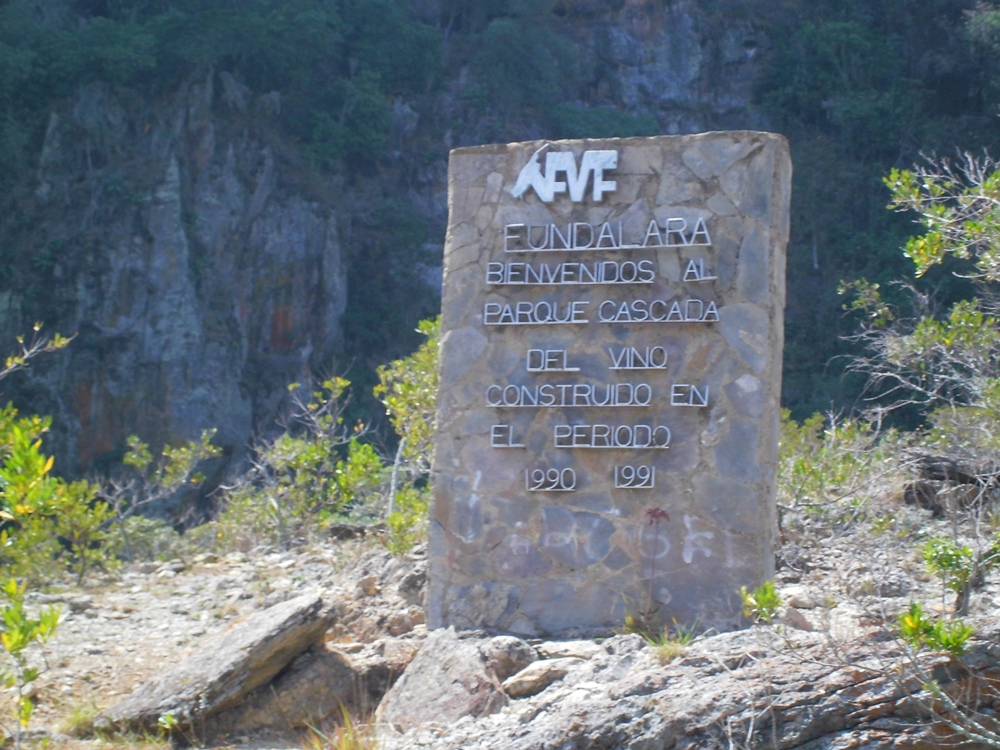 FVF
FUNDALARA
BIENVENIDOS AL
PARQUE CASCADA
DEL VINO
CONSTRUIDO EN
EL PERIODO
1990 1991